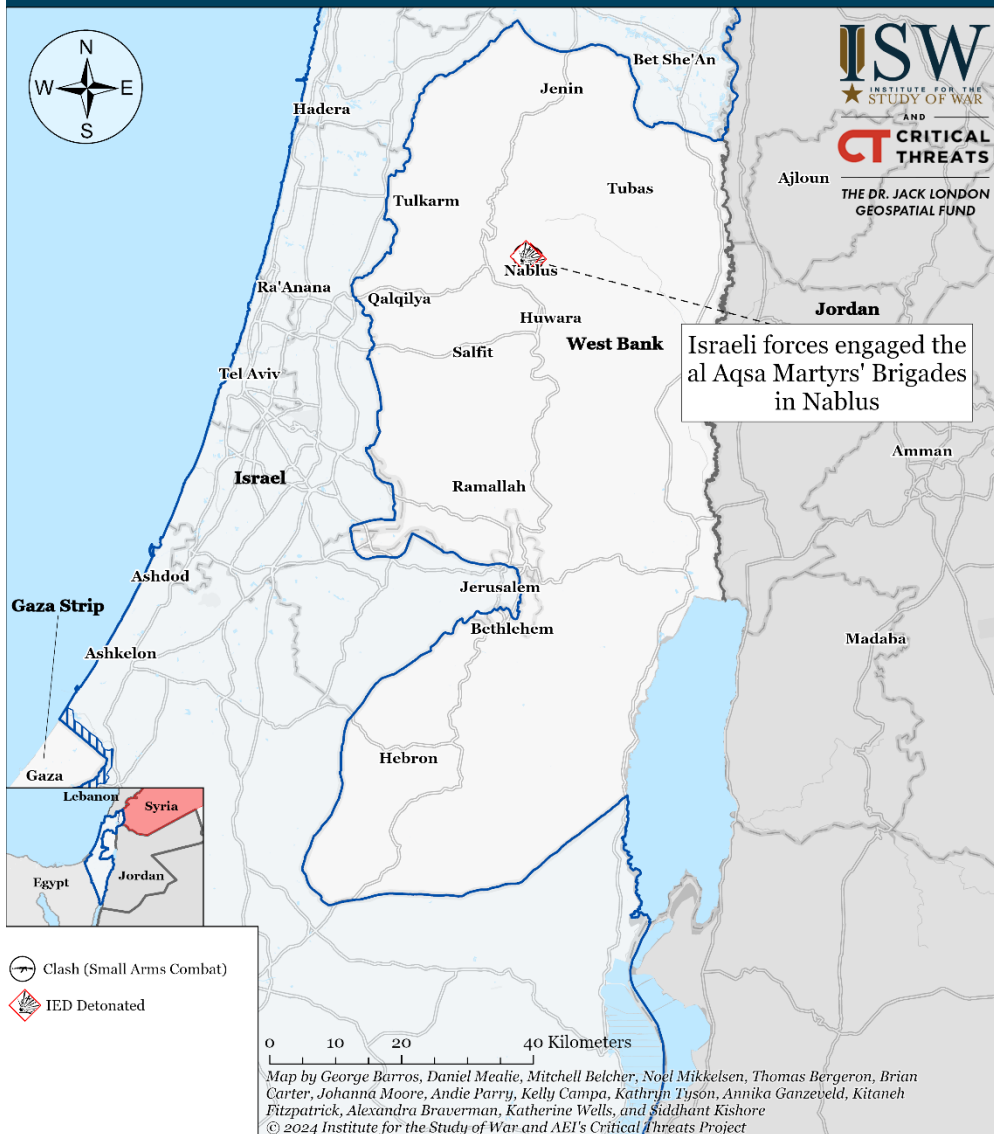 N
W
E
S
ISW
INSTITUTE FOR THE
STUDY OF WAR
AND
CT CRITICAL
THREATS
THE DR. JACK LONDON
GEOSPATIAL FUND
Bet She'An
Jenin
Hadera
Ajloun
Tubas
Tulkarm
Nablus
Ra'Anana
Qalqilya
Jordan
Huwara
West Bank
Salfit
Israeli forces engaged the
al Aqsa Martyrs' Brigades
in Nablus
Tel Aviv
Amman
Israel
Ramallah
Ashdod
Jerusalem
Gaza Strip
Bethlehem
Madaba
Ashkelon
Hebron
Gaza
Lebanon
Syria
Egypt
Jordan
Clash (Small Arms Combat)
IED Detonated
0 10 20 40 Kilometers
Map by George Barros, Daniel Mealie, Mitchell Belcher, Noel Mikkelsen, Thomas Bergeron, Brian
Carter, Johanna Moore, Andie Parry, Kelly Campa, Kathryn Tyson, Annika Ganzeveld, Kitaneh
Fitzpatrick, Alexandra Braverman, Katherine Wells, and Siddhant Kishore
© 2024 Institute for the Study of War and AEI's Critical Threats Project